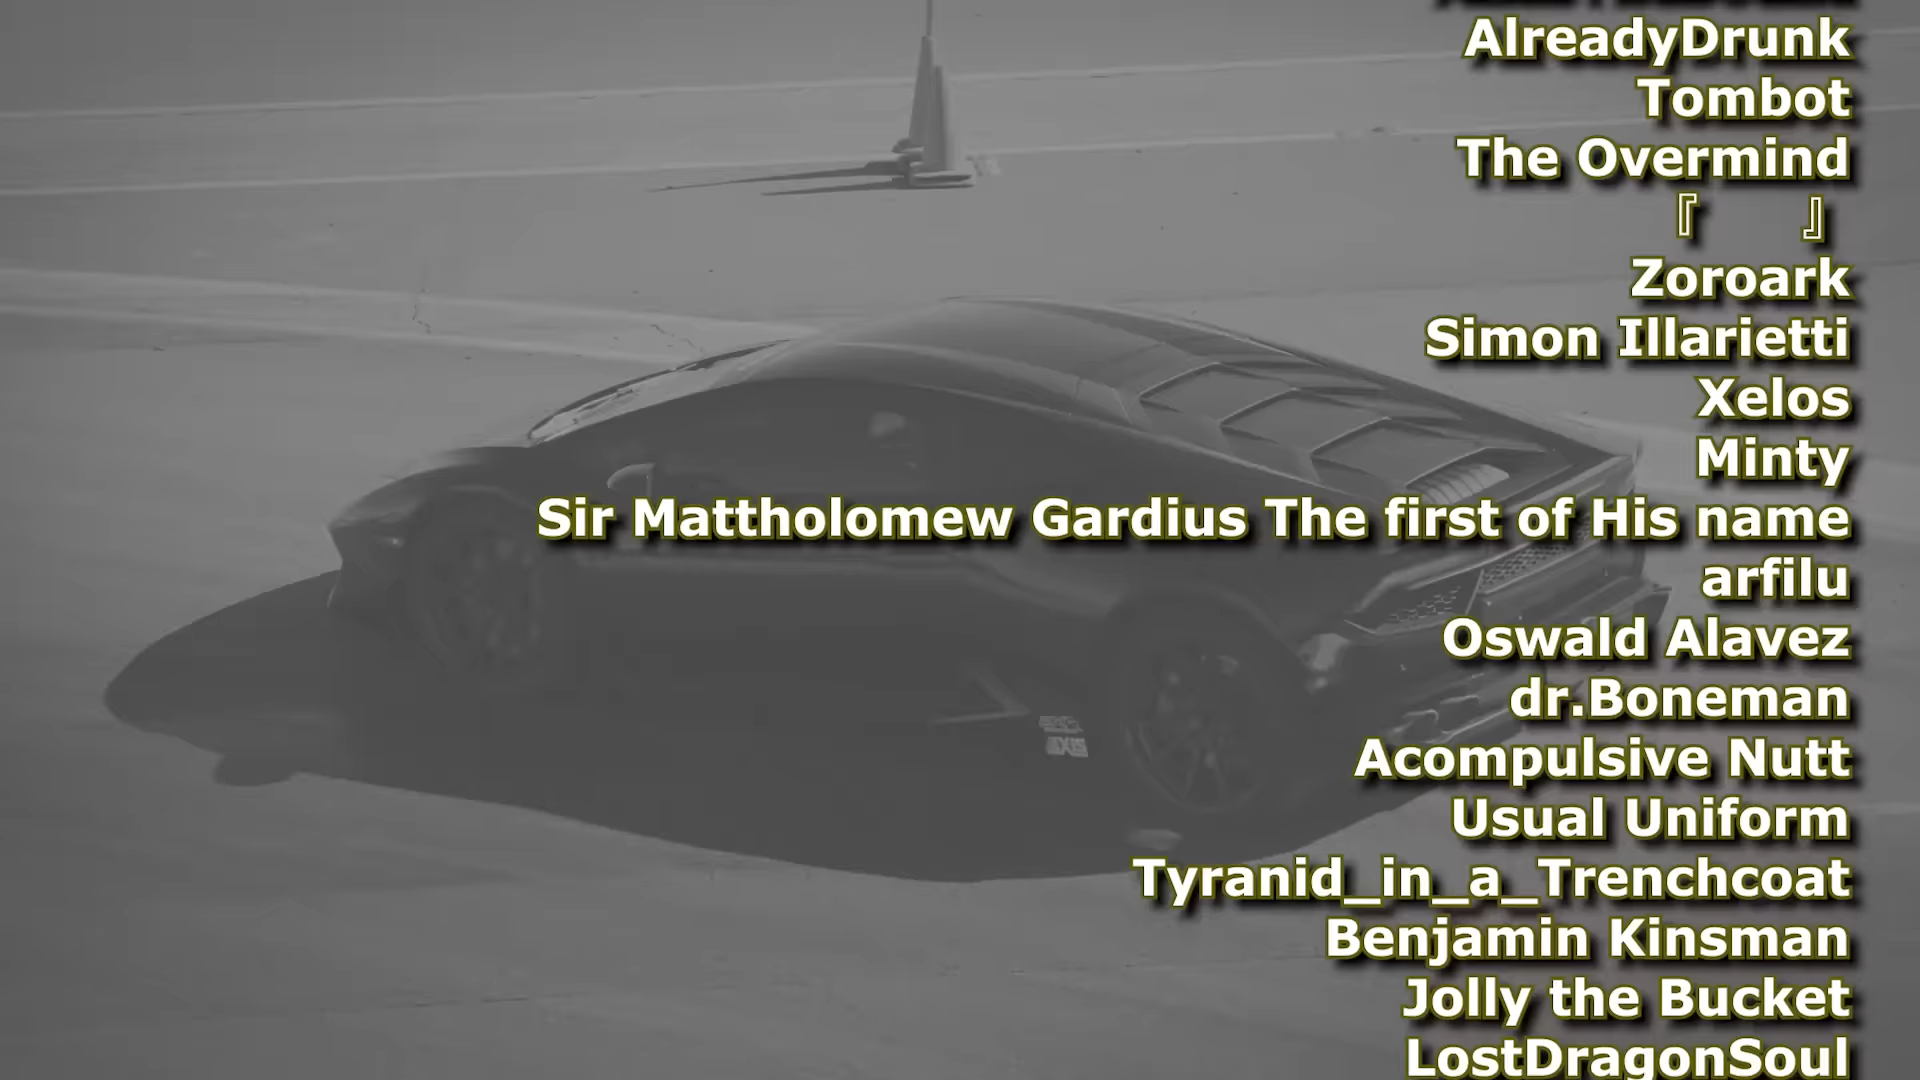 AlreadyDrunk
Tombot
The Overmind
『　　』
Zoroark
Simon Illarietti
Xelos
Minty
Sir Mattholomew Gardius The first of His name
arfilu
Oswald Alavez
dr.Boneman
Acompulsive Nutt
Usual Uniform
Tyranid_in_a_Trenchcoat
Benjamin Kinsman
Jolly the Bucket
LostDragonSoul